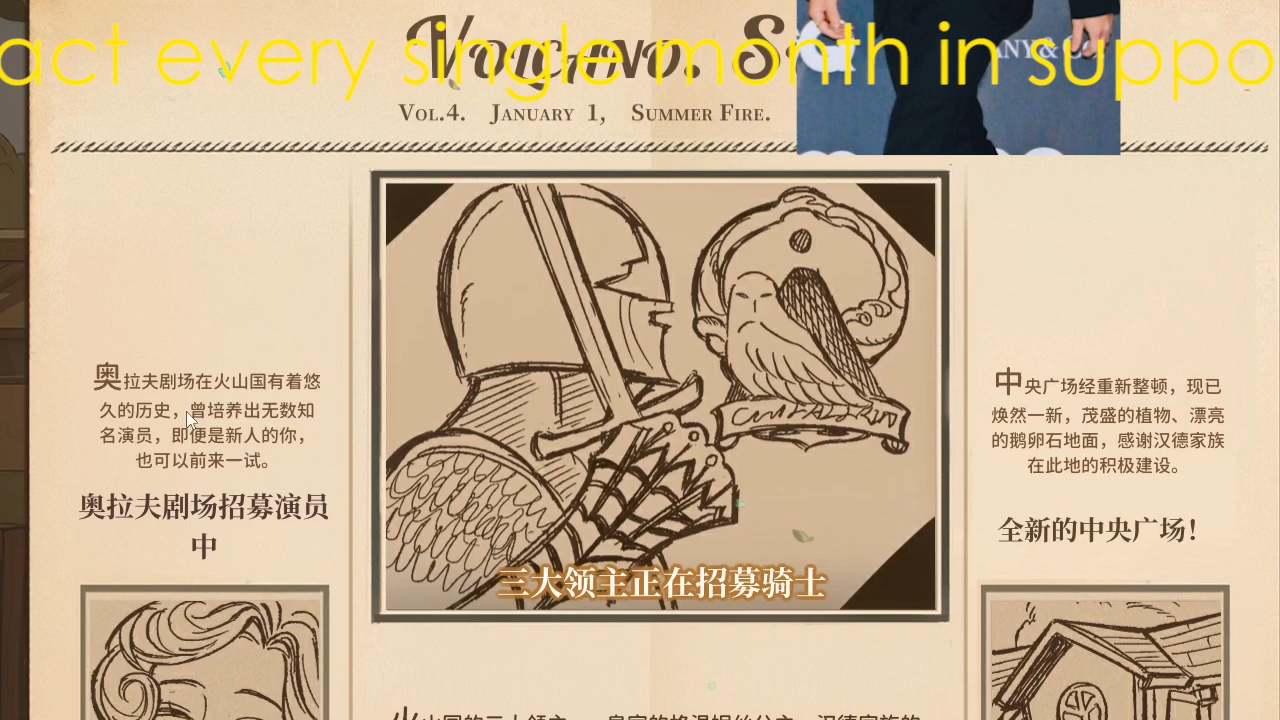 act every single month in suppo
Volcano. S
NY & CO
Vol.4. January 1, Summer Fire.
奥拉夫剧场在火山国有着悠
久的历史，曾培养出无数知
名演员，即便是新人的你，
也可以前来一试。
奥拉夫剧场招募演员
中
三大领主正在招募骑士
中央广场经重新整顿，现已
焕然一新，茂盛的植物、漂亮
的鹅卵石地面，感谢汉德家族
在此地的积极建设。
全新的中央广场！